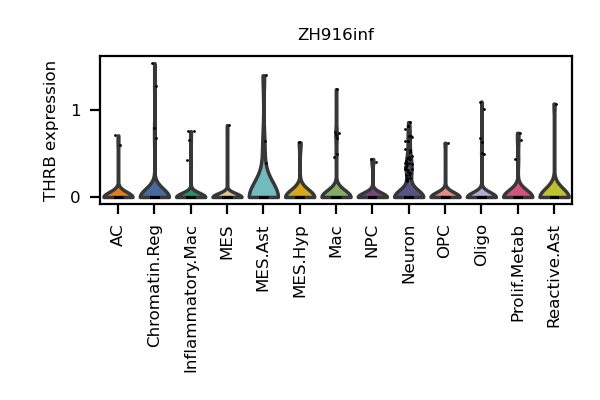 ZH916inf
THRB expression
1
0
AC
Chromatin.Reg
Inflammatory.Mac
MES
MES.Ast
MES.Hyp
Mac
NPC
Neuron
OPC
Oligo
Prolif.Metab
Reactive.Ast